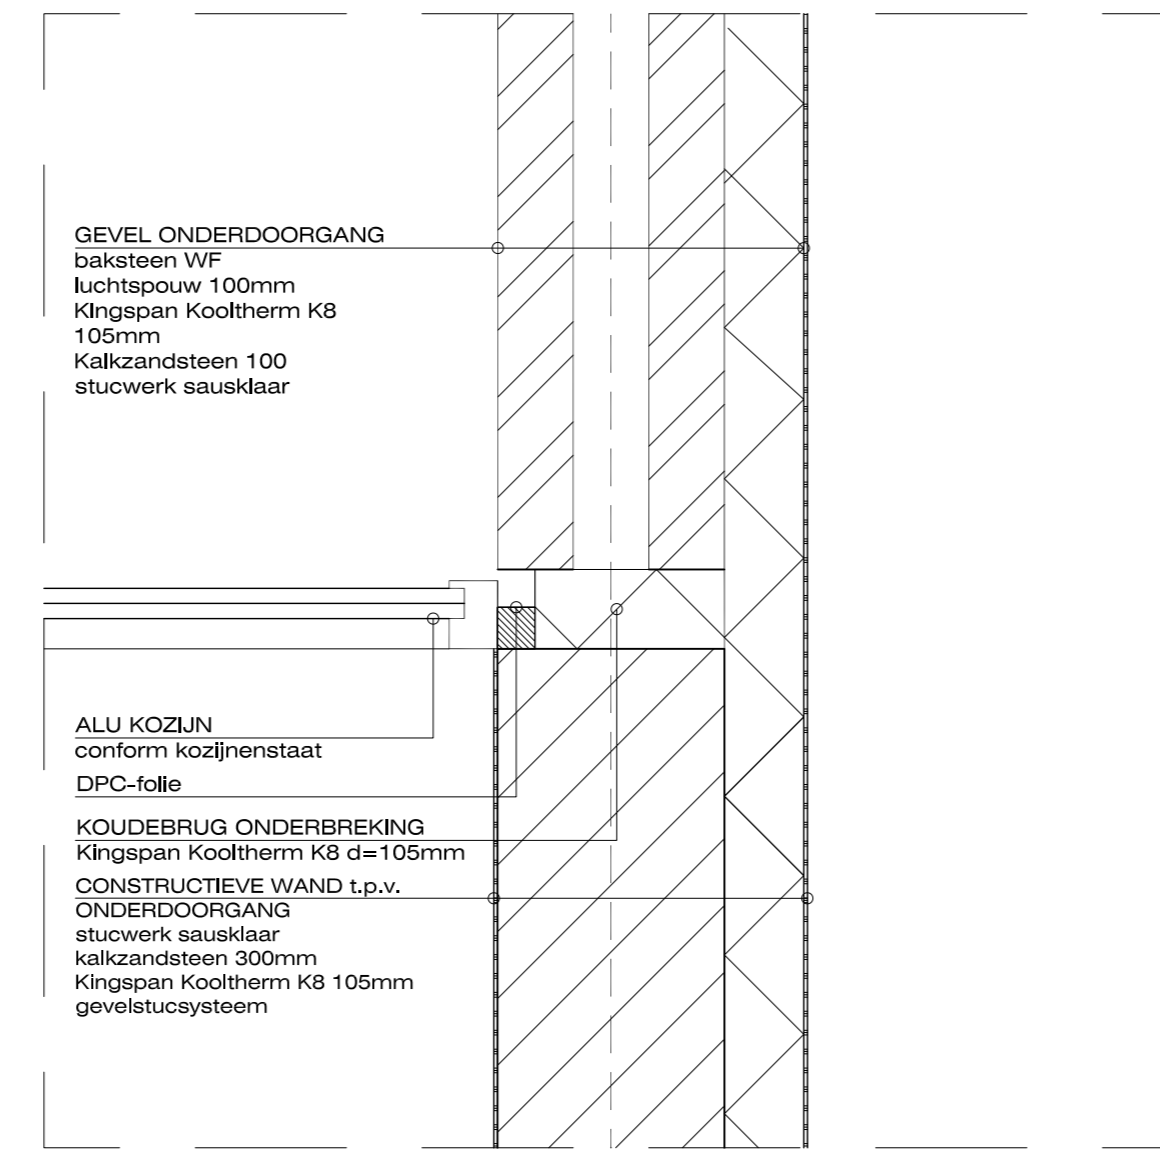 GEVEL ONDERDOORGANG
baksteen WF
luchtspouw 100mm
Kingspan Kooltherm K8
105mm
Kalkzandsteen 100
stucwerk sausklaar
ALU KOZIJN
conform kozijnenstaat
DPC-folie
KOUDEBRUG ONDERBREKING
Kingspan Kooltherm K8 d=105mm
CONSTRUCTIEVE WAND t.p.v.
ONDERDOORGANG
stucwerk sausklaar
kalkzandsteen 300mm
Kingspan Kooltherm K8 105mm
gevelstucsysteem